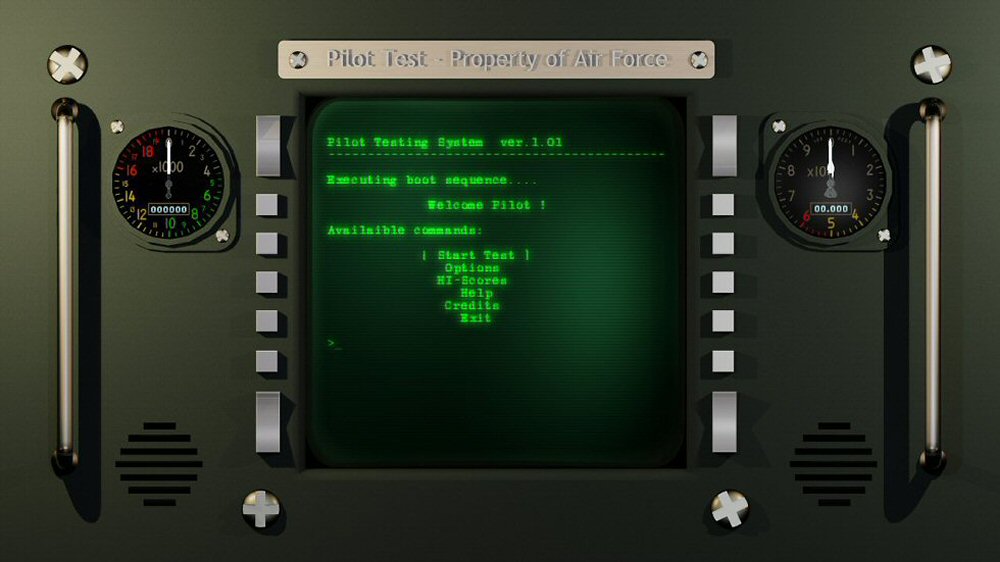 Pilot Test - Property of Air Force
Pilot Testing System ver.1.01
Executing boot sequence....
Welcome Pilot !
Availaible commands:
[ Start Test ]
Options
HI-Scores
Help
Credits
Exit
>_
18 2
16 x1000 4
6
14
12 000000 8
10
9 1
8 x10 2
7 3
00.000
6 5 4